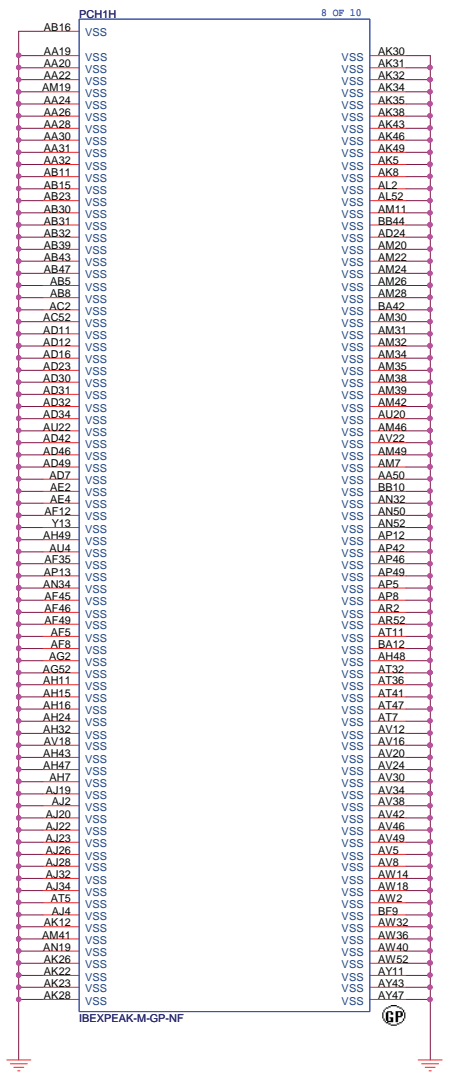 PCH1H 8 OF 10
AB16 VSS
AA19 VSS VSS AK30
AA20 VSS VSS AK31
AA22 VSS VSS AK32
AM19 VSS VSS AK34
AA24 VSS VSS AK35
AA26 VSS VSS AK38
AA28 VSS VSS AK43
AA30 VSS VSS AK46
AA31 VSS VSS AK49
AA32 VSS VSS AK5
AB11 VSS VSS AK8
AB15 VSS VSS AL2
AB23 VSS VSS AL52
AB30 VSS VSS AM11
AB31 VSS VSS BB44
AB32 VSS VSS AD24
AB39 VSS VSS AM20
AB43 VSS VSS AM22
AB47 VSS VSS AM24
AB5 VSS VSS AM26
AB8 VSS VSS AM28
AC2 VSS VSS BA42
AC52 VSS VSS AM30
AD11 VSS VSS AM31
AD12 VSS VSS AM32
AD16 VSS VSS AM34
AD23 VSS VSS AM35
AD30 VSS VSS AM38
AD31 VSS VSS AM39
AD32 VSS VSS AM42
AD34 VSS VSS AU20
AU22 VSS VSS AM46
AD42 VSS VSS AV22
AD46 VSS VSS AM49
AD49 VSS VSS AM7
AD7 VSS VSS AA50
AE2 VSS VSS BB10
AE4 VSS VSS AN32
AF12 VSS VSS AN50
Y13 VSS VSS AN52
AH49 VSS VSS AP12
AU4 VSS VSS AP42
AF35 VSS VSS AP46
AP13 VSS VSS AP49
AN34 VSS VSS AP5
AF45 VSS VSS AP8
AF46 VSS VSS AR2
AF49 VSS VSS AR52
AF5 VSS VSS AT11
AF8 VSS VSS BA12
AG2 VSS VSS AH48
AG52 VSS VSS AT32
AH11 VSS VSS AT36
AH15 VSS VSS AT41
AH16 VSS VSS AT47
AH24 VSS VSS AT7
AH32 VSS VSS AV12
AV18 VSS VSS AV16
AH43 VSS VSS AV20
AH47 VSS VSS AV24
AH7 VSS VSS AV30
AJ19 VSS VSS AV34
AJ2 VSS VSS AV38
AJ20 VSS VSS AV42
AJ22 VSS VSS AV46
AJ23 VSS VSS AV49
AJ26 VSS VSS AV5
AJ28 VSS VSS AV8
AJ32 VSS VSS AW14
AJ34 VSS VSS AW18
AT5 VSS VSS AW2
AJ4 VSS VSS BF9
AK12 VSS VSS AW32
AM41 VSS VSS AW36
AN19 VSS VSS AW40
AK26 VSS VSS AW52
AK22 VSS VSS AY11
AK23 VSS VSS AY43
AK28 VSS VSS AY47
IBEXPEAK-M-GP-NF GP